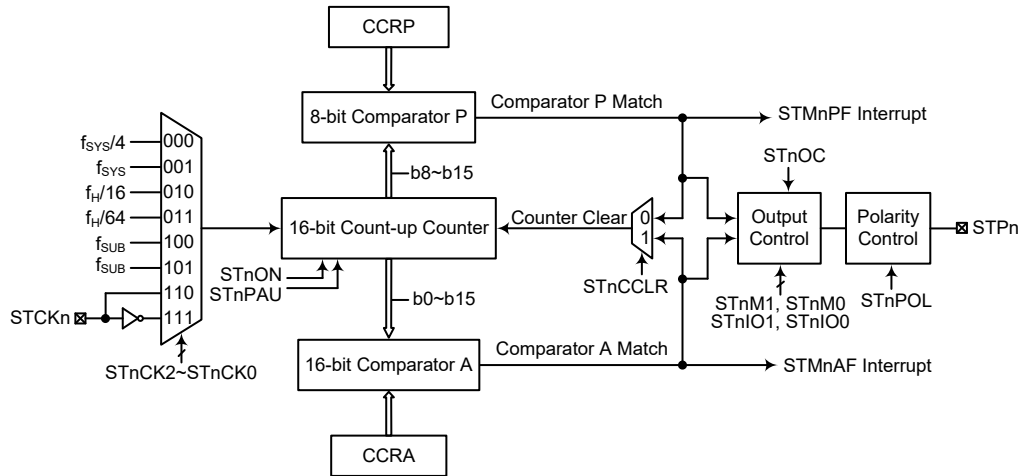 CCRP
8-bit Comparator P
Comparator P Match
STMnPF Interrupt
fSYS/4
000
fSYS
001
fH/16
010
fH/64
011
fSUB
100
fSUB
101
110
111
STCKn
STnCK2~STnCK0
b8~b15
16-bit Count-up Counter
STnON
STnPAU
b0~b15
Counter Clear
0
1
STnCCLR
STnOC
Output
Control
STnM1, STnM0
STnIO1, STnIO0
Polarity
Control
STnPOL
STPn
16-bit Comparator A
Comparator A Match
STMnAF Interrupt
CCRA